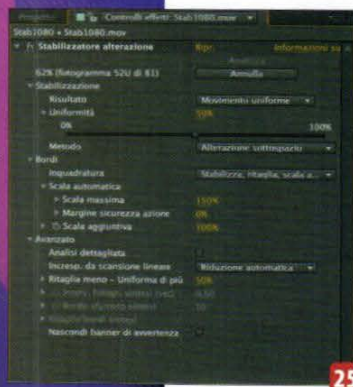 Controlli effetti: Stab1080.mov
Stab1080 • Stab1080.mov
fx Stabilizzatore alterazione Ripr. Informazioni su
62% (fotogramma 52U di 81) Annulla
Stabilizzazione
Risultato Movimento uniforme
Uniformità 50%
0% 100%
Metodo Alterazione sottospazio
Bordi
Inquadratura Stabilizza, ritaglia, scala a...
Scala automatica
Scala massima 150%
Margine sicurezza azione 0%
Scala aggiuntiva 100%
Avanzato
Analisi dettagliata
Incresp. da scansione lineare Riduzione automatica
Ritaglia meno - Uniforma di più 50%
Nascondi banner di avvertenza
25